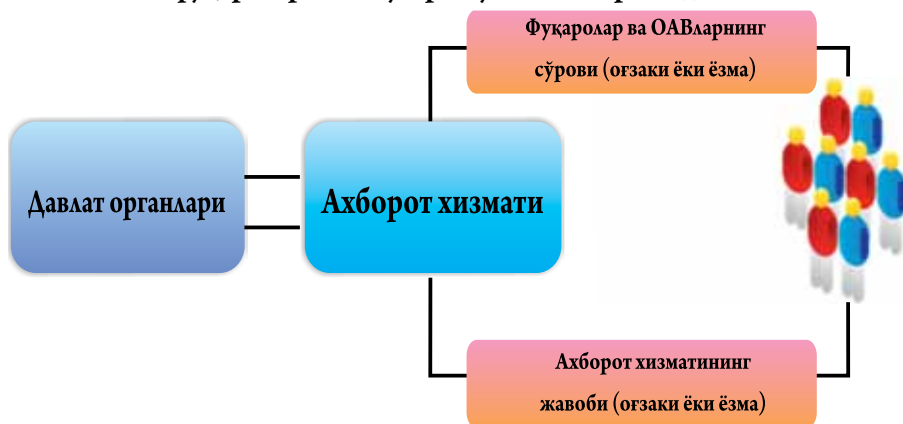 Фуқаролар ва ОАВларнинг
сўрови (оғзаки ёки ёзма)
Давлат органлари
Ахборот хизмати
Ахборот хизматининг
жавоби (оғзаки ёки ёзма)